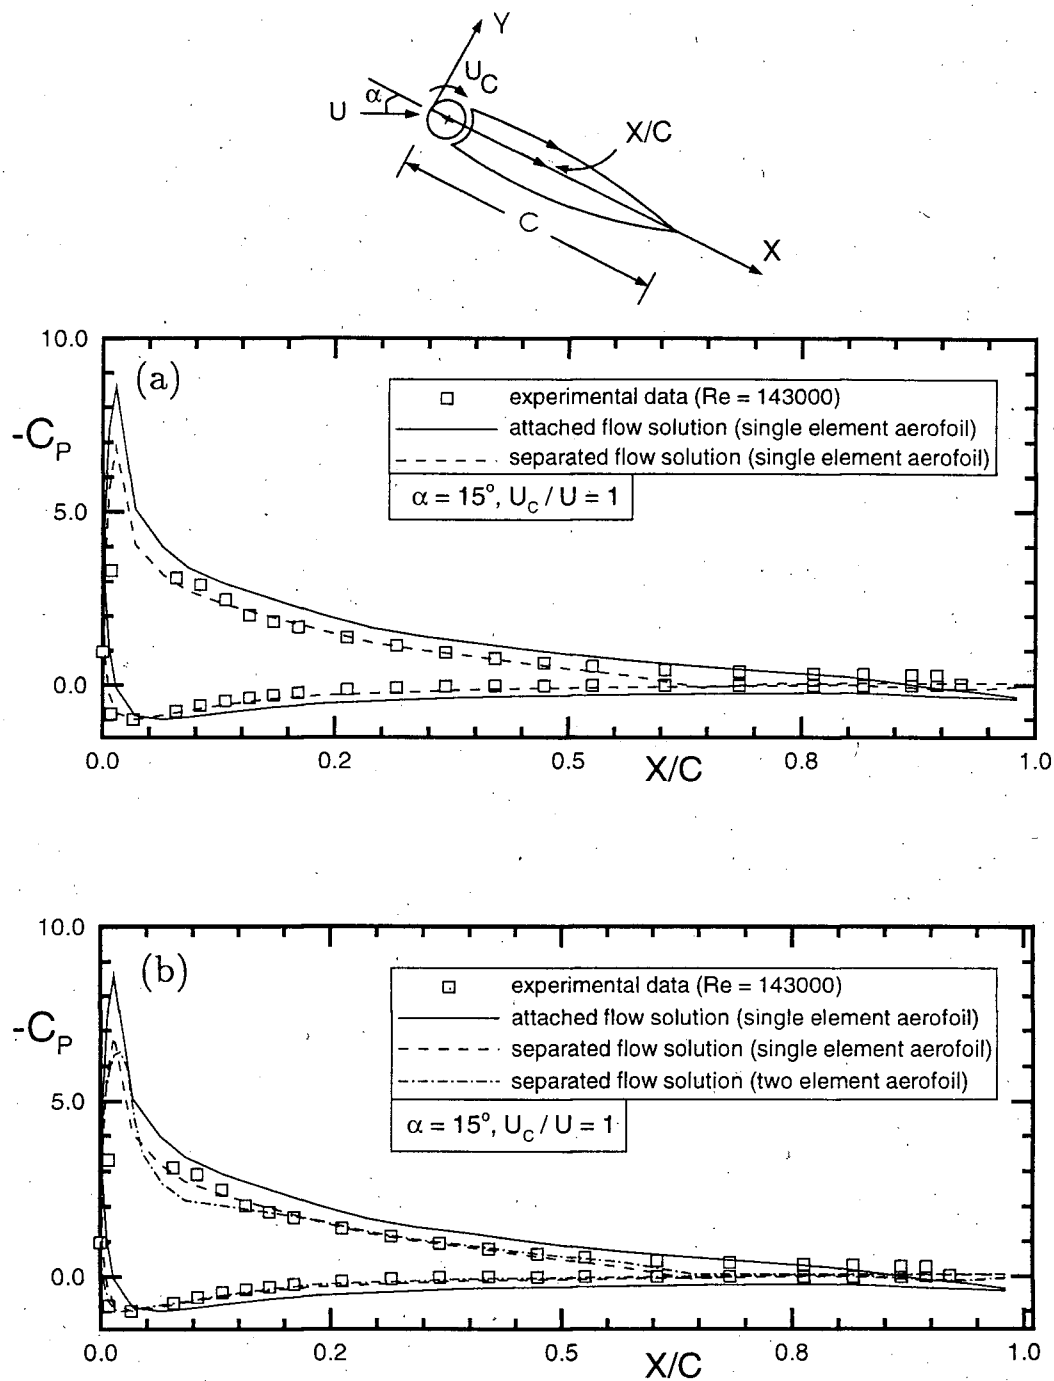 Y
U_C
α
U
X/C
C
X
10.0
(a)
experimental data (Re = 143000)
attached flow solution (single element aerofoil)
separated flow solution (single element aerofoil)
-C_P
α = 15°, U_C / U = 1
5.0
0.0
0.0
0.2
0.5
0.8
1.0
X/C
10.0
(b)
experimental data (Re = 143000)
attached flow solution (single element aerofoil)
separated flow solution (single element aerofoil)
separated flow solution (two element aerofoil)
-C_P
5.0
α = 15°, U_C / U = 1
0.0
0.0
0.2
0.5
0.8
1.0
X/C